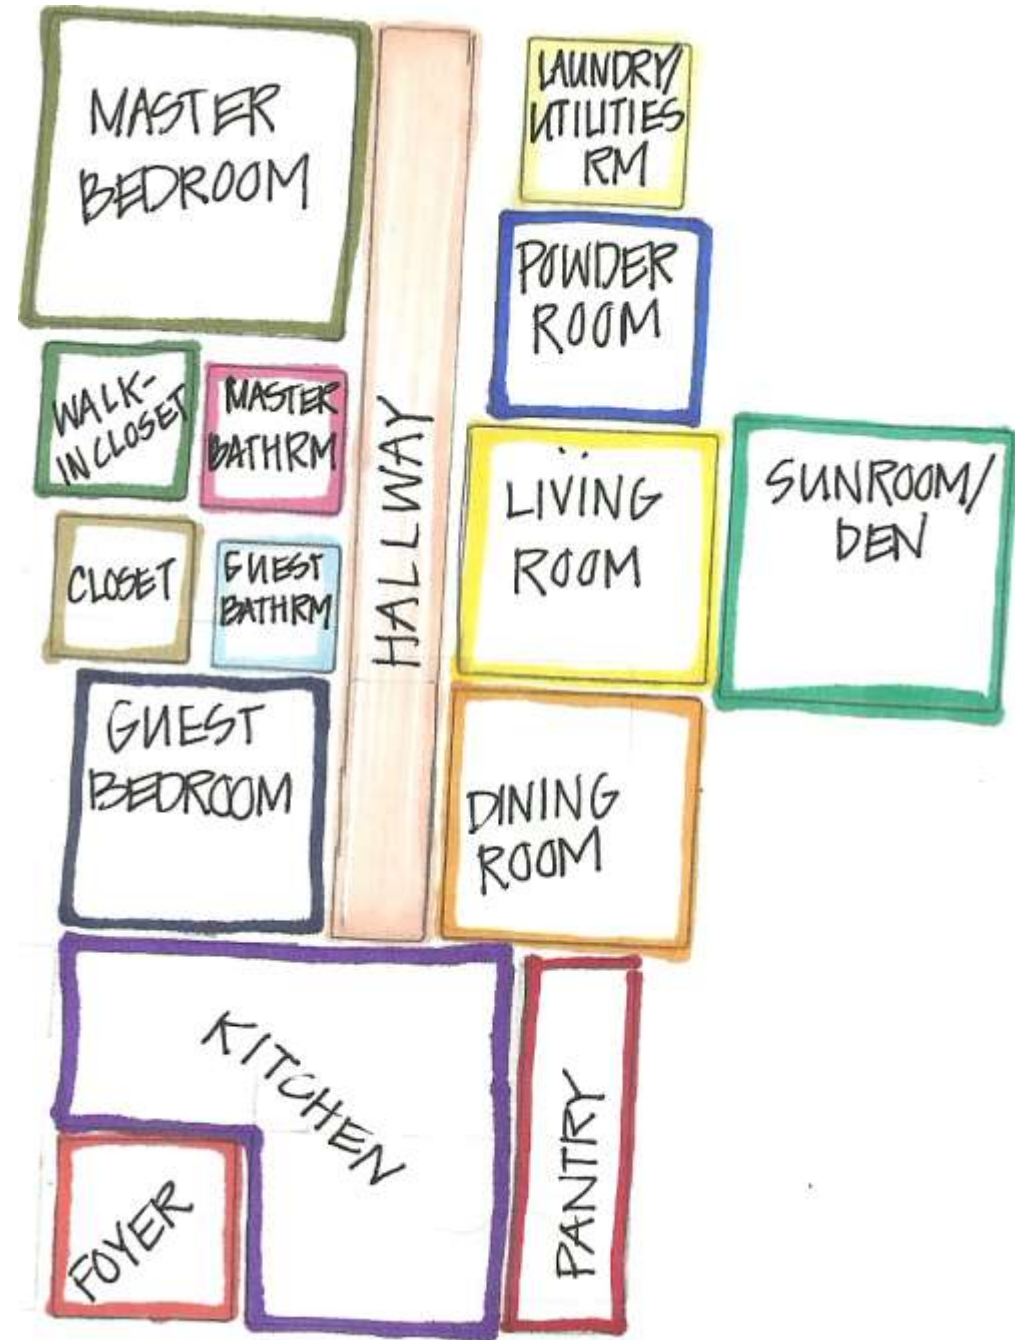 MASTER
BEDROOM
LAUNDRY/
UTILITIES
RM
POWDER
ROOM
WALK-
IN CLOSET
MASTER
BATHRM
HALLWAY
LIVING
ROOM
SUNROOM/
DEN
CLOSET
GUEST
BATHRM
GUEST
BEDROOM
DINING
ROOM
KITCHEN
PANTRY
FOYER